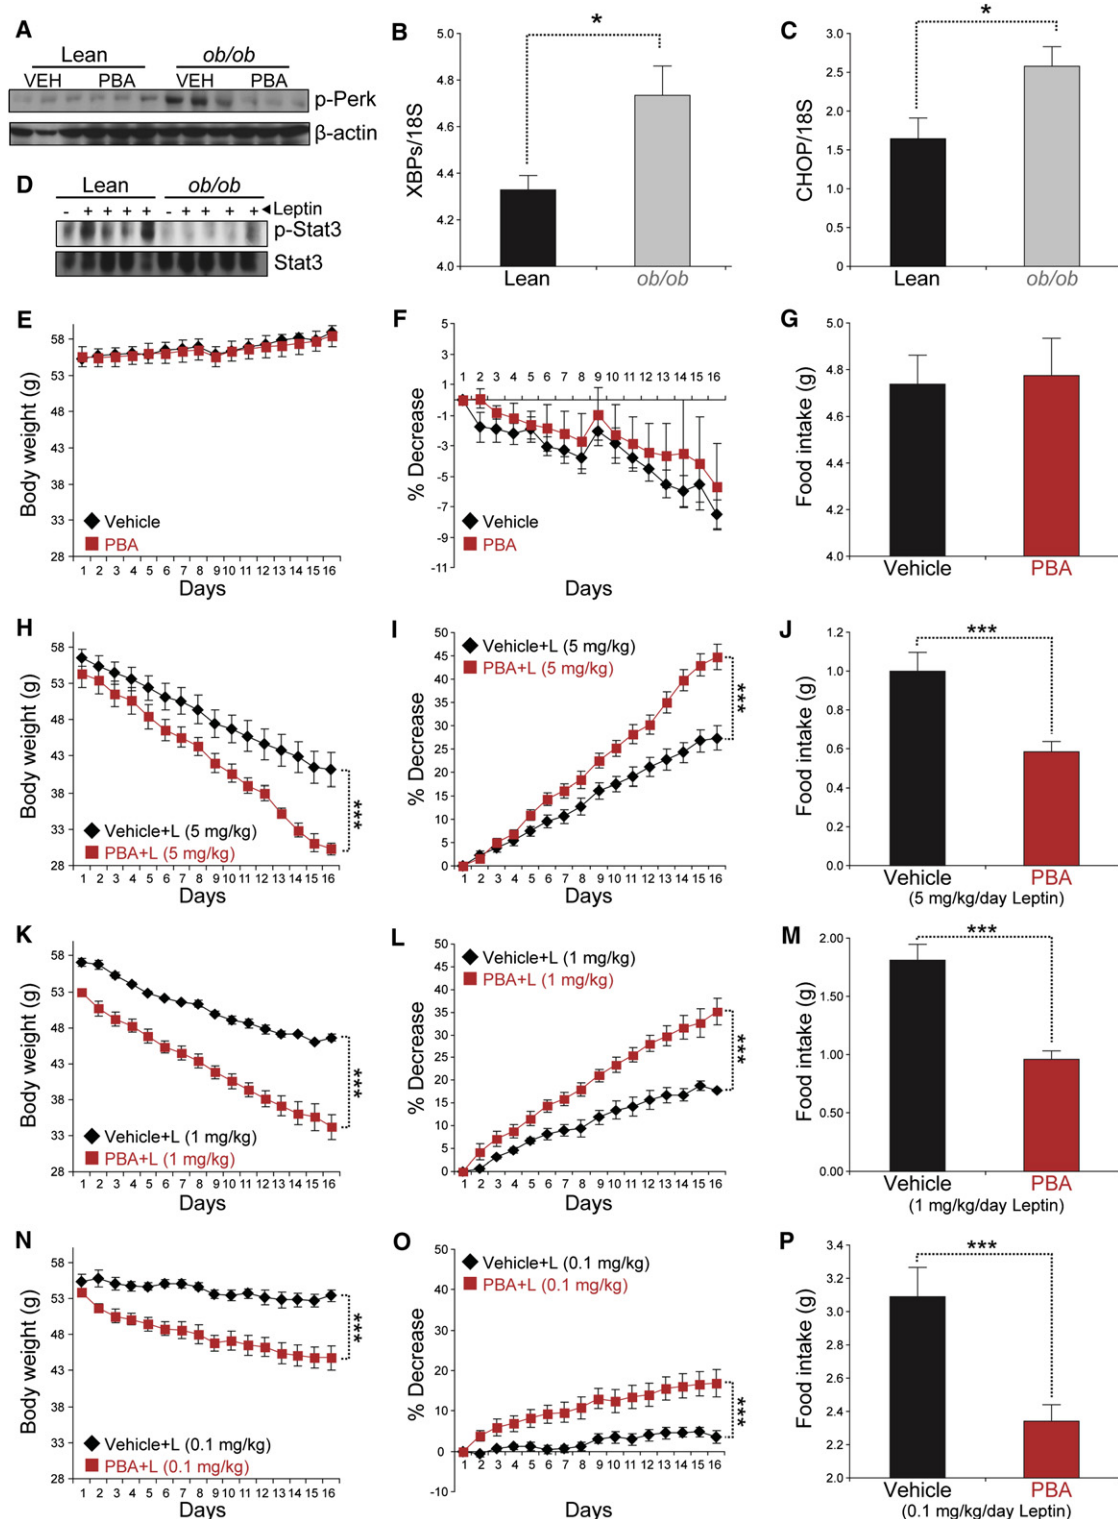 A
Lean
ob/ob
VEH PBA VEH PBA
p-Perk
β-actin
D
Lean
ob/ob
- + + + + - + + + + ◄Leptin
p-Stat3
Stat3
B
5.0
4.8
4.6
4.4
4.2
4.0
XBPs/18S
*
Lean
ob/ob
C
3.0
2.5
2.0
1.5
1.0
.5
0
CHOP/18S
*
Lean
ob/ob
E
58
53
48
43
38
33
28
Body weight (g)
Vehicle
PBA
1 2 3 4 5 6 7 8 9 10 11 12 13 14 15 16
Days
F
5
3
1
-1
-3
-5
-7
-9
-11
% Decrease
1 2 3 4 5 6 7 8 9 10 11 12 13 14 15 16
Vehicle
PBA
Days
G
5.0
4.8
4.6
4.4
4.2
4.0
Food intake (g)
Vehicle
PBA
H
58
53
48
43
38
33
28
Body weight (g)
***
Vehicle+L (5 mg/kg)
PBA+L (5 mg/kg)
1 2 3 4 5 6 7 8 9 10 11 12 13 14 15 16
Days
I
50
45
40
35
30
25
20
15
10
5
0
% Decrease
Vehicle+L (5 mg/kg)
PBA+L (5 mg/kg)
***
1 2 3 4 5 6 7 8 9 10 11 12 13 14 15 16
Days
J
1.2
1.0
0.8
0.6
0.4
0.2
0.0
Food intake (g)
***
Vehicle
PBA
(5 mg/kg/day Leptin)
K
58
53
48
43
38
33
28
Body weight (g)
***
Vehicle+L (1 mg/kg)
PBA+L (1 mg/kg)
1 2 3 4 5 6 7 8 9 10 11 12 13 14 15 16
Days
L
50
45
40
35
30
25
20
15
10
5
0
% Decrease
Vehicle+L (1 mg/kg)
PBA+L (1 mg/kg)
***
1 2 3 4 5 6 7 8 9 10 11 12 13 14 15 16
Days
M
2.00
1.50
1.00
0.50
0.00
Food intake (g)
***
Vehicle
PBA
(1 mg/kg/day Leptin)
N
58
53
48
43
38
33
28
Body weight (g)
***
Vehicle+L (0.1 mg/kg)
PBA+L (0.1 mg/kg)
1 2 3 4 5 6 7 8 9 10 11 12 13 14 15 16
Days
O
50
40
30
20
10
0
-10
% Decrease
Vehicle+L (0.1 mg/kg)
PBA+L (0.1 mg/kg)
***
1 2 3 4 5 6 7 8 9 10 11 12 13 14 15 16
Days
P
3.4
3.2
3.0
2.8
2.6
2.4
2.2
2.0
Food intake (g)
***
Vehicle
PBA
(0.1 mg/kg/day Leptin)